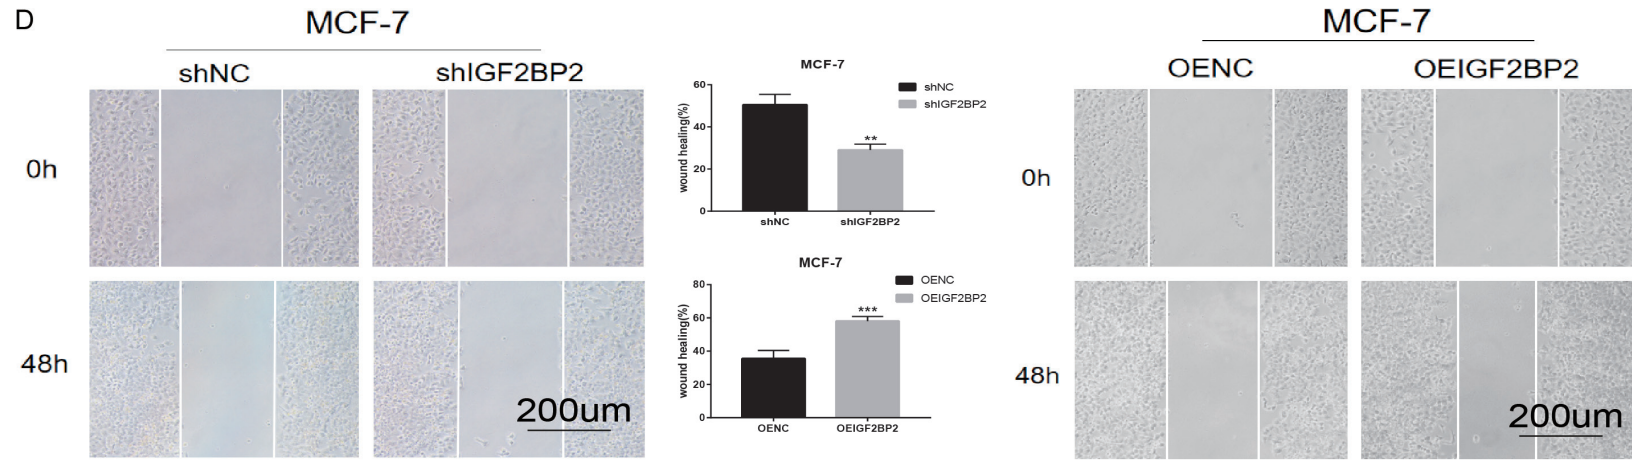 D
MCF-7
shNC
shIGF2BP2
0h
48h
200um
MCF-7
wound healing(%)
60
40
20
0
**
shNC
shIGF2BP2
shNC
shIGF2BP2
MCF-7
wound healing(%)
80
60
40
20
0
***
OENC
OEIGF2BP2
OENC
OEIGF2BP2
MCF-7
OENC
OEIGF2BP2
0h
48h
200um